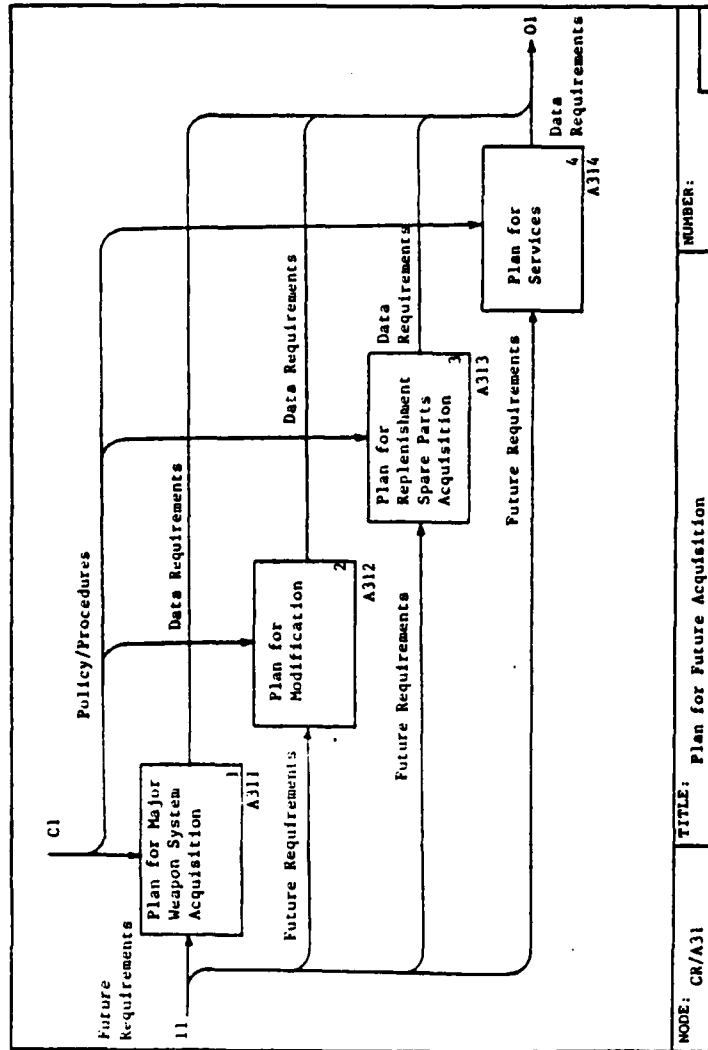 C1
Policy/Procedures
Future
Requirements
I1
Plan for Major
Weapon System
Acquisition
1
A311
Data Requirements
Future Requirements
Plan for
Modification
2
A312
Data Requirements
Future Requirements
Plan for
Replenishment
Spare Parts
Acquisition
3
A313
Data
Requirements
Future Requirements
Plan for
Services
4
A314
Data
Requirements
O1
NODE: CR/A31
TITLE: Plan for Future Acquisition
NUMBER: